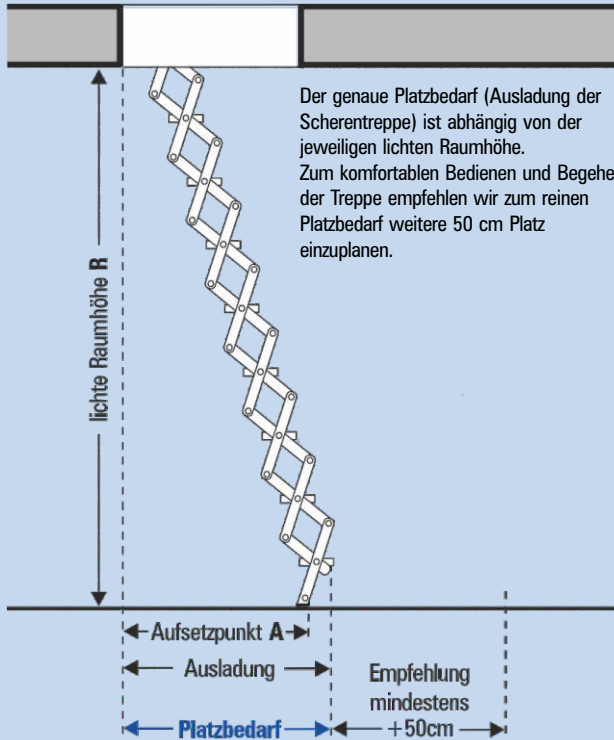 Der genaue Platzbedarf (Ausladung der
Scherentreppe) ist abhängig von der
jeweiligen lichten Raumhöhe.
Zum komfortablen Bedienen und Begehe
der Treppe empfehlen wir zum reinen
Platzbedarf weitere 50 cm Platz
einzuplanen.
lichte Raumhöhe R
Aufsetzpunkt A
Ausladung
Platzbedarf
Empfehlung
mindestens
+50cm